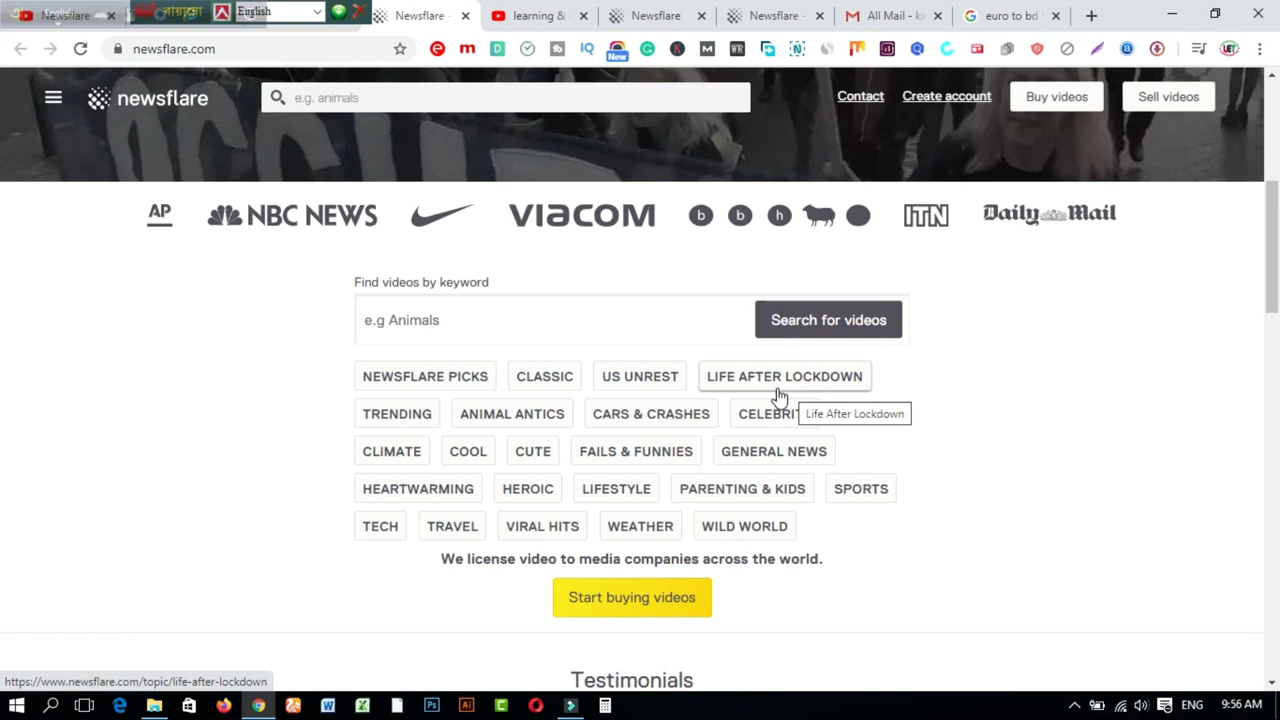 Newsflare
English
Newsflare -
learning &
Newsflare
Newsflare -
All Mail - ka
euro to bd
newsflare.com
New
newsflare
e.g. animals
Contact
Create account
Buy videos
Sell videos
AP
NBC NEWS
VIACOM
b b h
ITN
Daily Mail
Find videos by keyword
e.g Animals
Search for videos
NEWSFLARE PICKS
CLASSIC
US UNREST
LIFE AFTER LOCKDOWN
TRENDING
ANIMAL ANTICS
CARS & CRASHES
CELEBRIT
Life After Lockdown
CLIMATE
COOL
CUTE
FAILS & FUNNIES
GENERAL NEWS
HEARTWARMING
HEROIC
LIFESTYLE
PARENTING & KIDS
SPORTS
TECH
TRAVEL
VIRAL HITS
WEATHER
WILD WORLD
We license video to media companies across the world.
Start buying videos
Testimonials
https://www.newsflare.com/topic/life-after-lockdown
ENG
9:56 AM